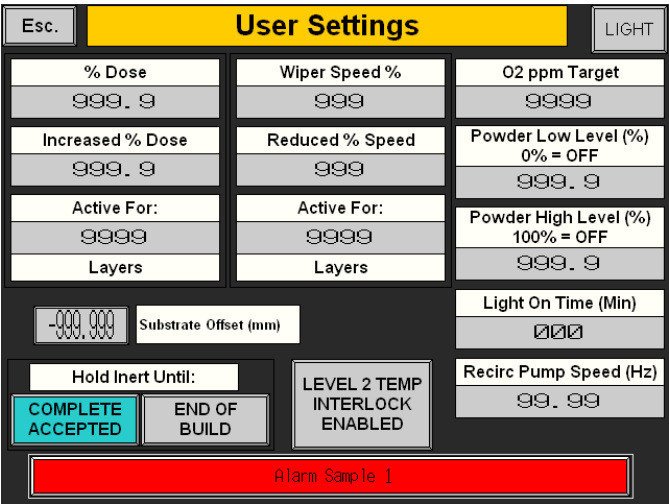 Esc.
User Settings
LIGHT
% Dose
999.9
Increased % Dose
999.9
Active For:
9999
Layers
Wiper Speed %
999
Reduced % Speed
999
Active For:
9999
Layers
O2 ppm Target
9999
Powder Low Level (%)
0% = OFF
999.9
Powder High Level (%)
100% = OFF
999.9
Light On Time (Min)
000
Recirc Pump Speed (Hz)
99.99
-999.999
Substrate Offset (mm)
Hold Inert Until:
COMPLETE
ACCEPTED
END OF
BUILD
LEVEL 2 TEMP
INTERLOCK
ENABLED
Alarm Sample 1